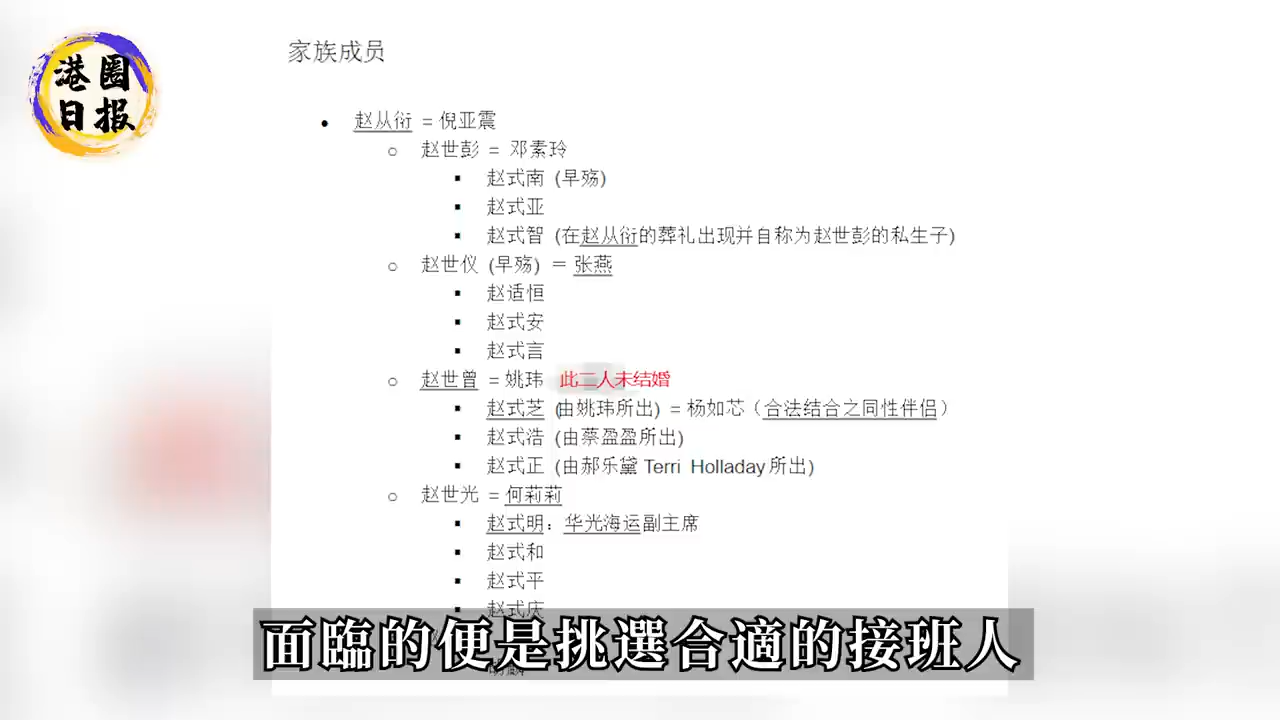 港圈
日报
家族成员
• 赵从衍 = 倪亚震
○ 赵世彭 = 邓素玲
▪ 赵式南 (早殇)
▪ 赵式亚
▪ 赵式智 (在赵从衍的葬礼出现并自称为赵世彭的私生子)
○ 赵世仪 (早殇) = 张燕
▪ 赵适恒
▪ 赵式安
▪ 赵式言
○ 赵世曾 = 姚玮 此二人未结婚
▪ 赵式芝 (由姚玮所出) = 杨如芯（合法结合之同性伴侣）
▪ 赵式浩 (由蔡盈盈所出)
▪ 赵式正 (由郝乐黛 Terri Holladay 所出)
○ 赵世光 = 何莉莉
▪ 赵式明：华光海运副主席
▪ 赵式和
▪ 赵式平
▪ 赵式庆
面臨的便是挑選合適的接班人